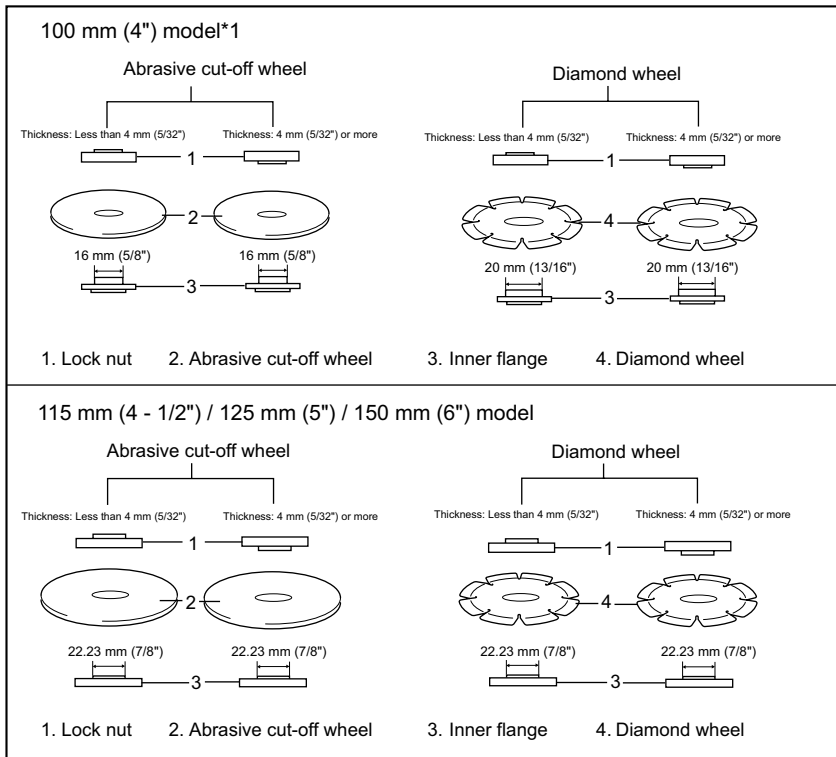 100 mm (4") model*1
Abrasive cut-off wheel
Diamond wheel
Thickness: Less than 4 mm (5/32")
Thickness: 4 mm (5/32") or more
Thickness: Less than 4 mm (5/32")
Thickness: 4 mm (5/32") or more
1
1
2
4
16 mm (5/8")
16 mm (5/8")
20 mm (13/16")
20 mm (13/16")
3
3
1. Lock nut 2. Abrasive cut-off wheel 3. Inner flange 4. Diamond wheel
115 mm (4 - 1/2") / 125 mm (5") / 150 mm (6") model
Abrasive cut-off wheel
Diamond wheel
Thickness: Less than 4 mm (5/32")
Thickness: 4 mm (5/32") or more
Thickness: Less than 4 mm (5/32")
Thickness: 4 mm (5/32") or more
1
1
2
4
22.23 mm (7/8")
22.23 mm (7/8")
22.23 mm (7/8")
22.23 mm (7/8")
3
3
1. Lock nut 2. Abrasive cut-off wheel 3. Inner flange 4. Diamond wheel